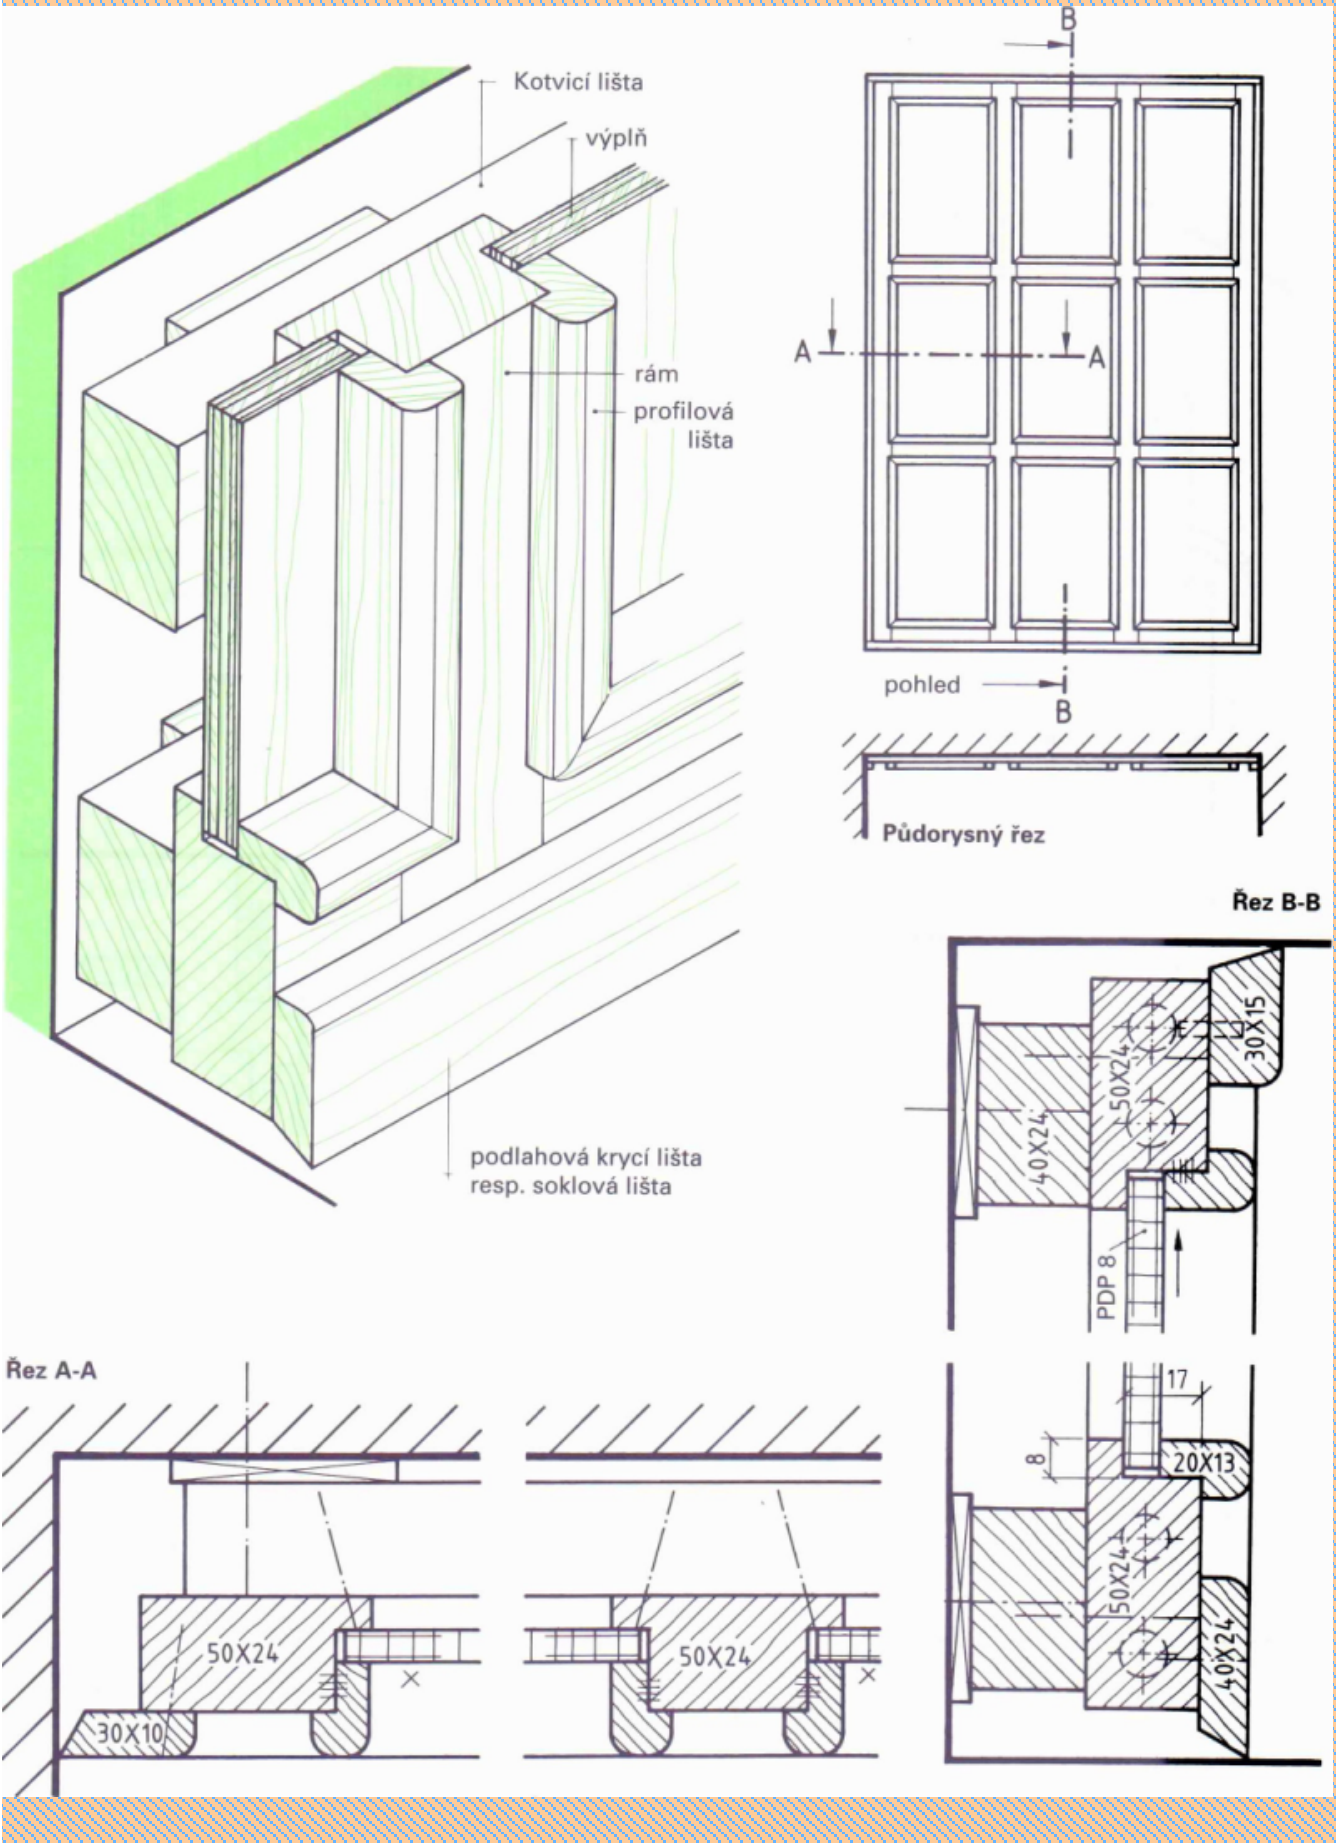 Kotvicí lišta
výplň
rám
profilová
lišta
podlahová krycí lišta
resp. soklová lišta
B
A
A
pohled
B
Půdorysný řez
Řez B-B
30X15
50X24
40X24
PDP 8
17
8
20X13
50X24
40X24
Řez A-A
50X24
30X10
50X24